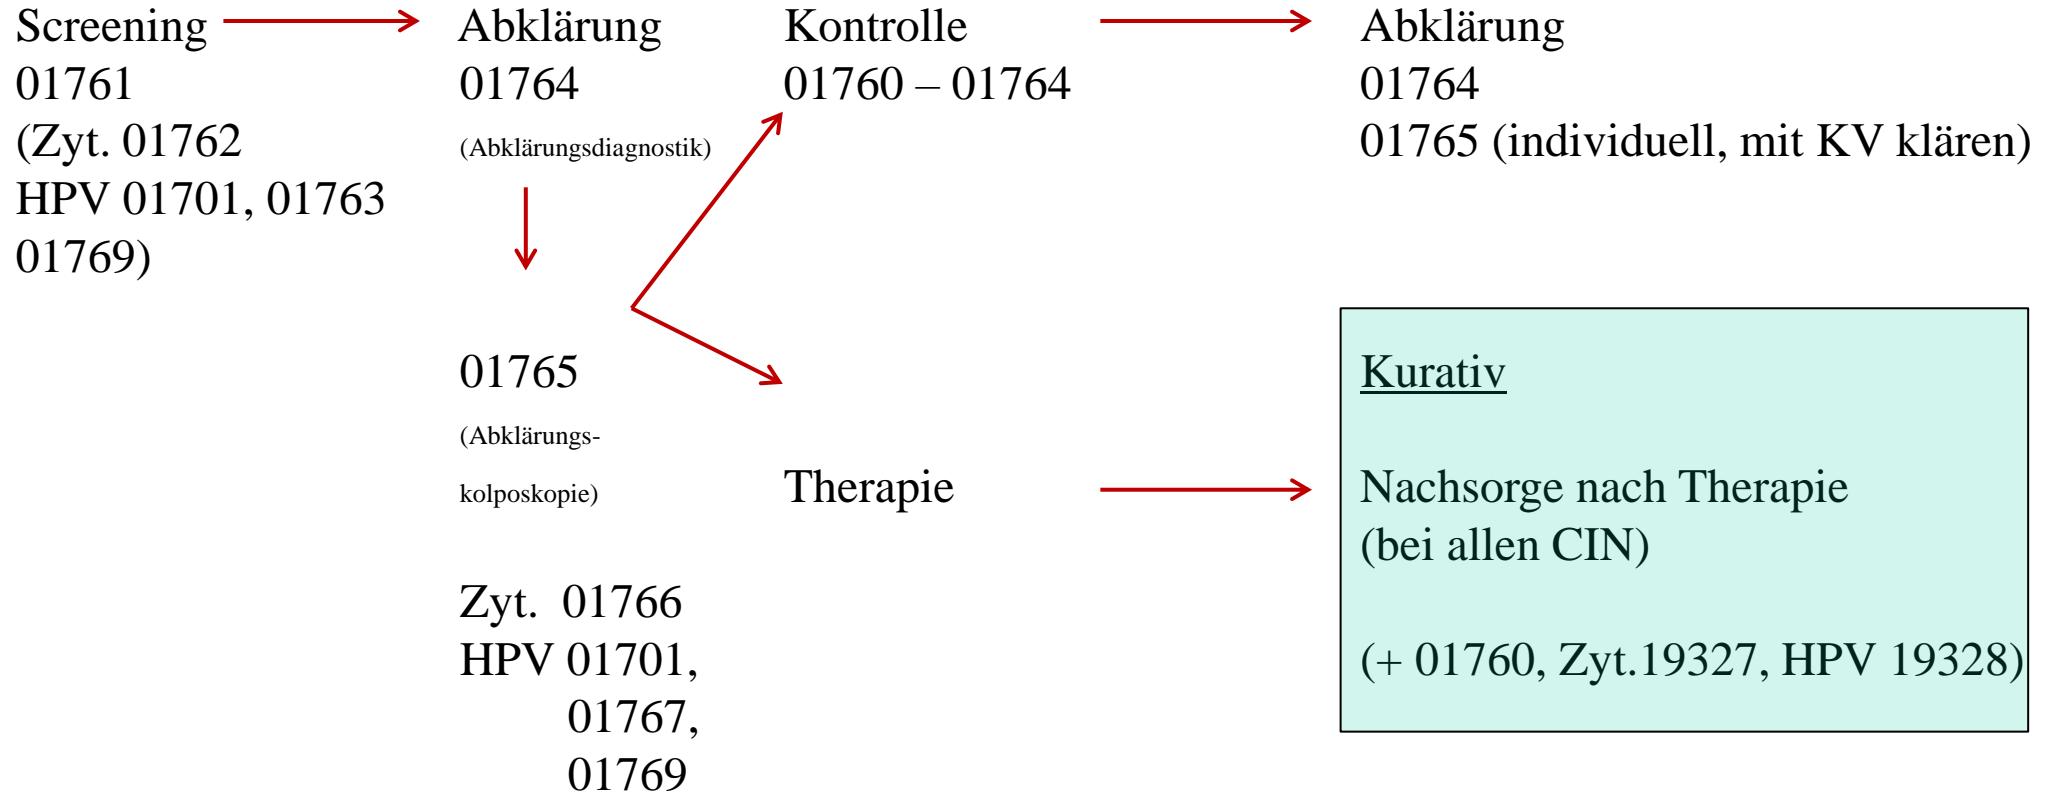 Screening
01761
(Zyt. 01762
HPV 01701, 01763
01769)
Abklärung
01764
(Abklärungsdiagnostik)
01765
(Abklärungs-
kolposkopie)
Zyt. 01766
HPV 01701,
01767,
01769
Kontrolle
01760 – 01764
Therapie
Abklärung
01764
01765 (individuell, mit KV klären)
Kurativ
Nachsorge nach Therapie
(bei allen CIN)
(+ 01760, Zyt.19327, HPV 19328)